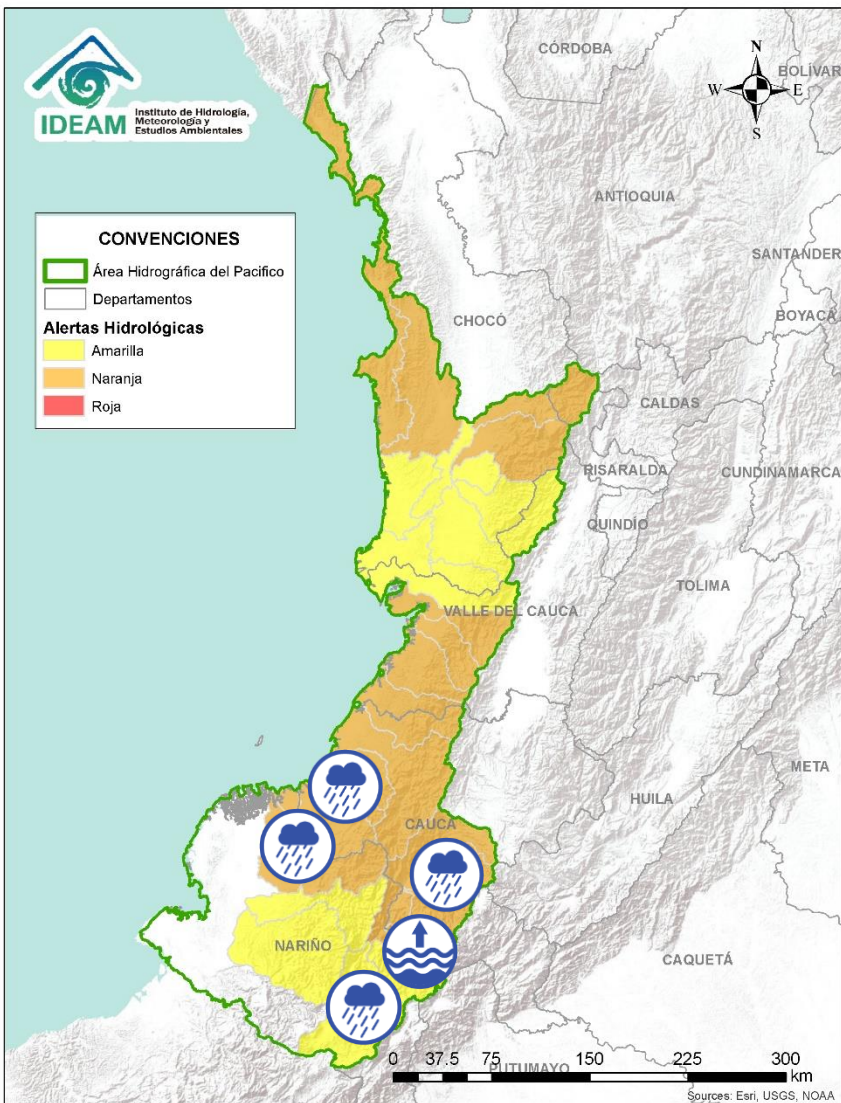 IDEAM
Instituto de Hidrología,
Meteorología y
Estudios Ambientales
CÓRDOBA
BOLÍVAR
N
W
E
S
ANTIOQUIA
SANTANDER
BOYACA
CONVENCIONES
Área Hidrográfica del Pacifico
Departamentos
Alertas Hidrológicas
Amarilla
Naranja
Roja
CHOCÓ
CALDAS
RISARALDA
CUNDINAMARCA
QUINDÍO
TOLIMA
VALLE DEL CAUCA
META
HUILA
CAUCA
NARIÑO
CAQUETÁ
PUTUMAYO
0 37.5 75 150 225 300
km
Sources: Esri, USGS, NOAA